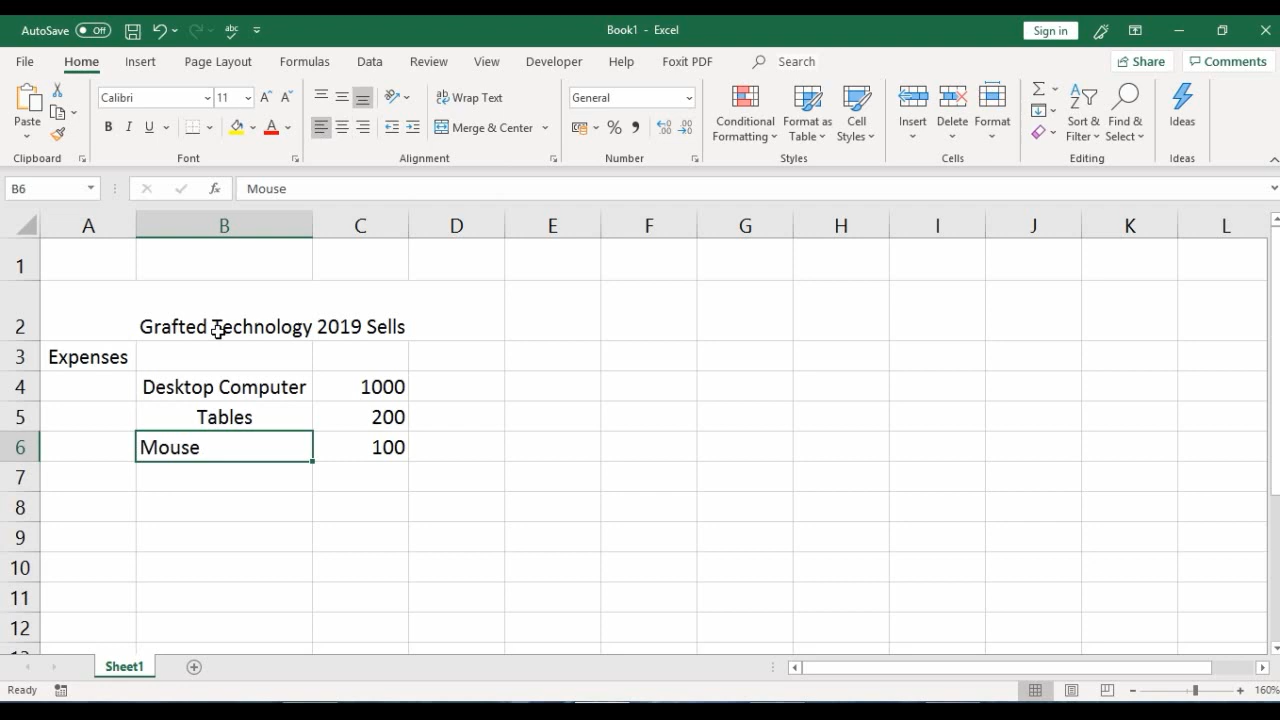 AutoSave Off
Book1 - Excel
Sign in
File Home Insert Page Layout Formulas Data Review View Developer Help Foxit PDF Search Share Comments
Calibri 11
Wrap Text
General
Paste
B I U
Merge & Center
% ,
Conditional Formatting
Format as Table
Cell Styles
Insert Delete Format
Sort & Filter
Find & Select
Ideas
Clipboard Font Alignment Number Styles Cells Editing Ideas
B6 fx Mouse
A B C D E F G H I J K L
1
2 Grafted Technology 2019 Sells
3 Expenses
4 Desktop Computer 1000
5 Tables 200
6 Mouse 100
7
8
9
10
11
12
Sheet1
Ready 160%